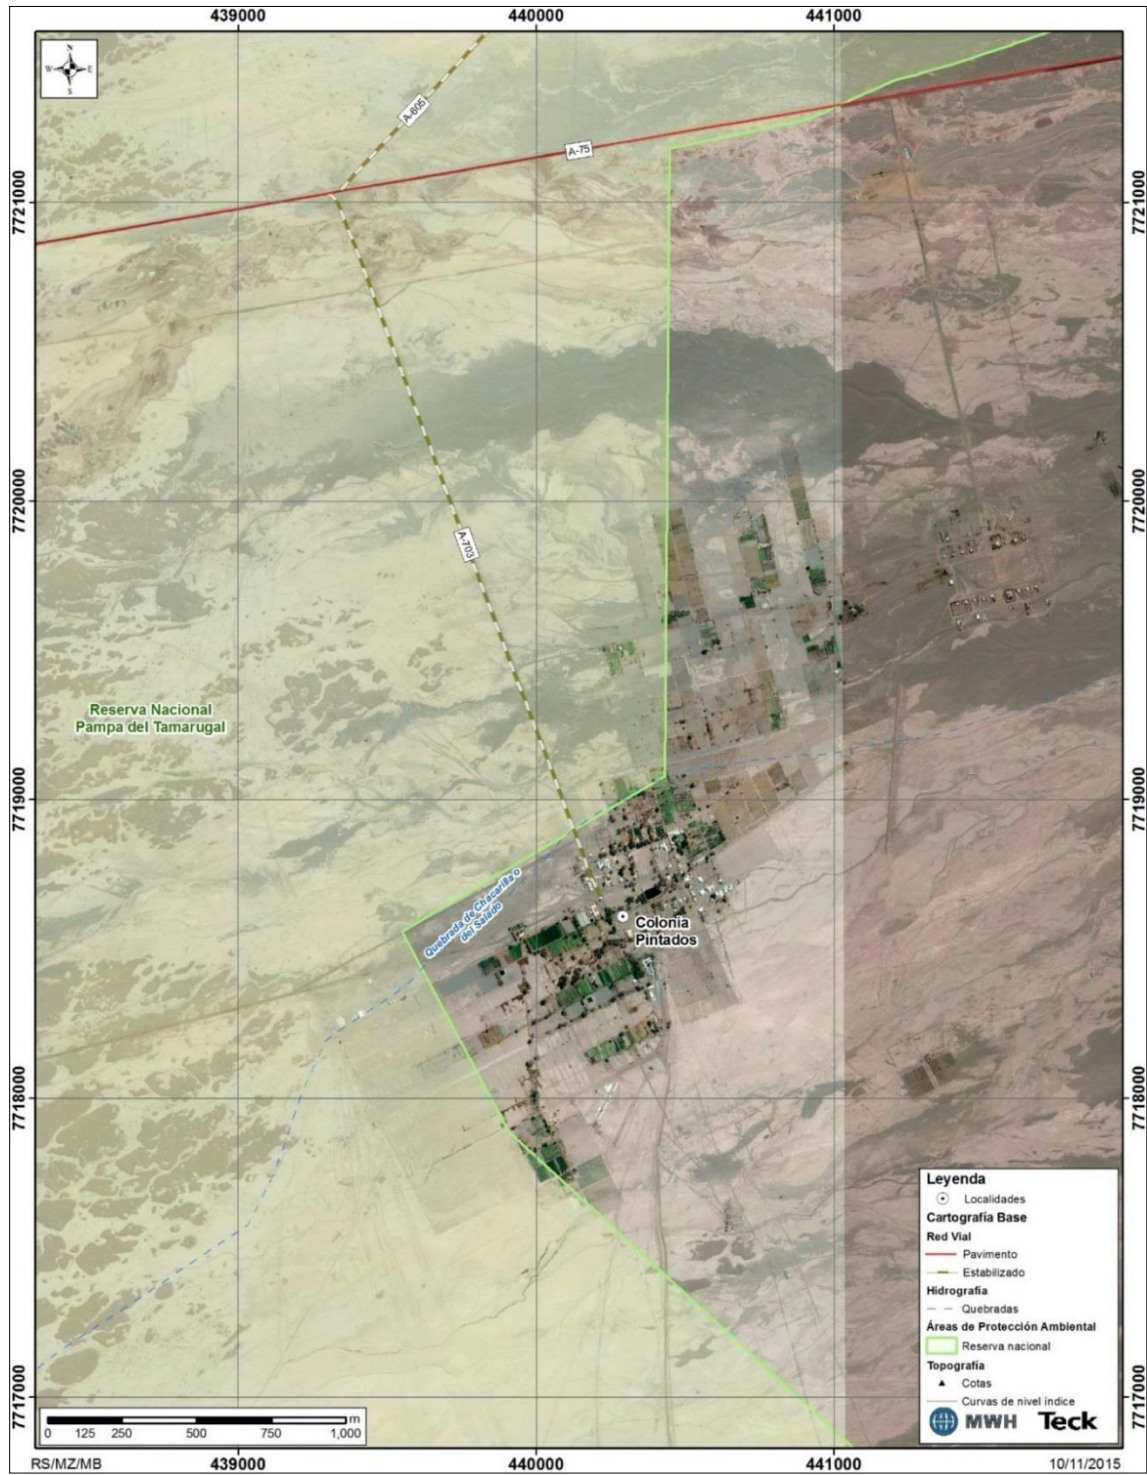 439000
440000
441000
N
W
E
S
A-605
A-75
7721000
7721000
7720000
7720000
A-703
Reserva Nacional
Pampa del Tamarugal
7719000
7719000
Quebrada de Chacarilla o
del Salado
Colonia
Pintados
7718000
7718000
Leyenda
Localidades
Cartografía Base
Red Vial
Pavimento
Estabilizado
Hidrografía
Quebradas
Áreas de Protección Ambiental
Reserva nacional
Topografía
Cotas
Curvas de nivel índice
MWH Teck
7717000
7717000
m
0 125 250 500 750 1,000
439000
440000
441000
RS/MZ/MB
10/11/2015